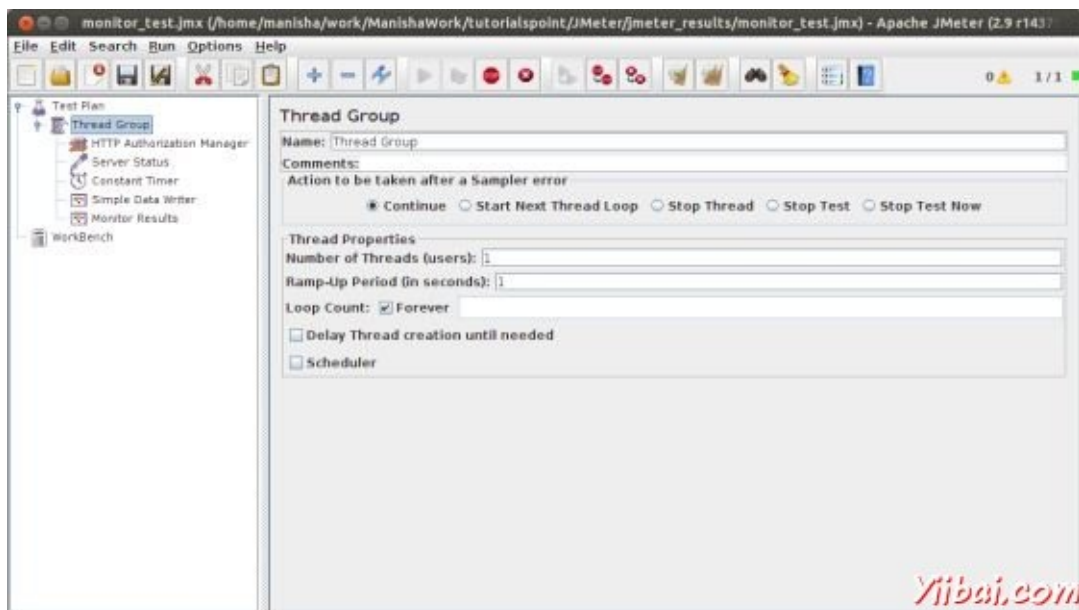 monitor_test.jmx (/home/manisha/work/ManishaWork/tutorialspoint/JMeter/jmeter_results/monitor_test.jmx) - Apache JMeter (2.9 r1437
File Edit Search Run Options Help
0 1/1
Test Plan
Thread Group
HTTP Authorization Manager
Server Status
Constant Timer
Simple Data Writer
Monitor Results
WorkBench
Thread Group
Name: Thread Group
Comments:
Action to be taken after a Sampler error
Continue Start Next Thread Loop Stop Thread Stop Test Stop Test Now
Thread Properties
Number of Threads (users): 1
Ramp-Up Period (in seconds): 1
Loop Count: Forever
Delay Thread creation until needed
Scheduler
Yiibai.com